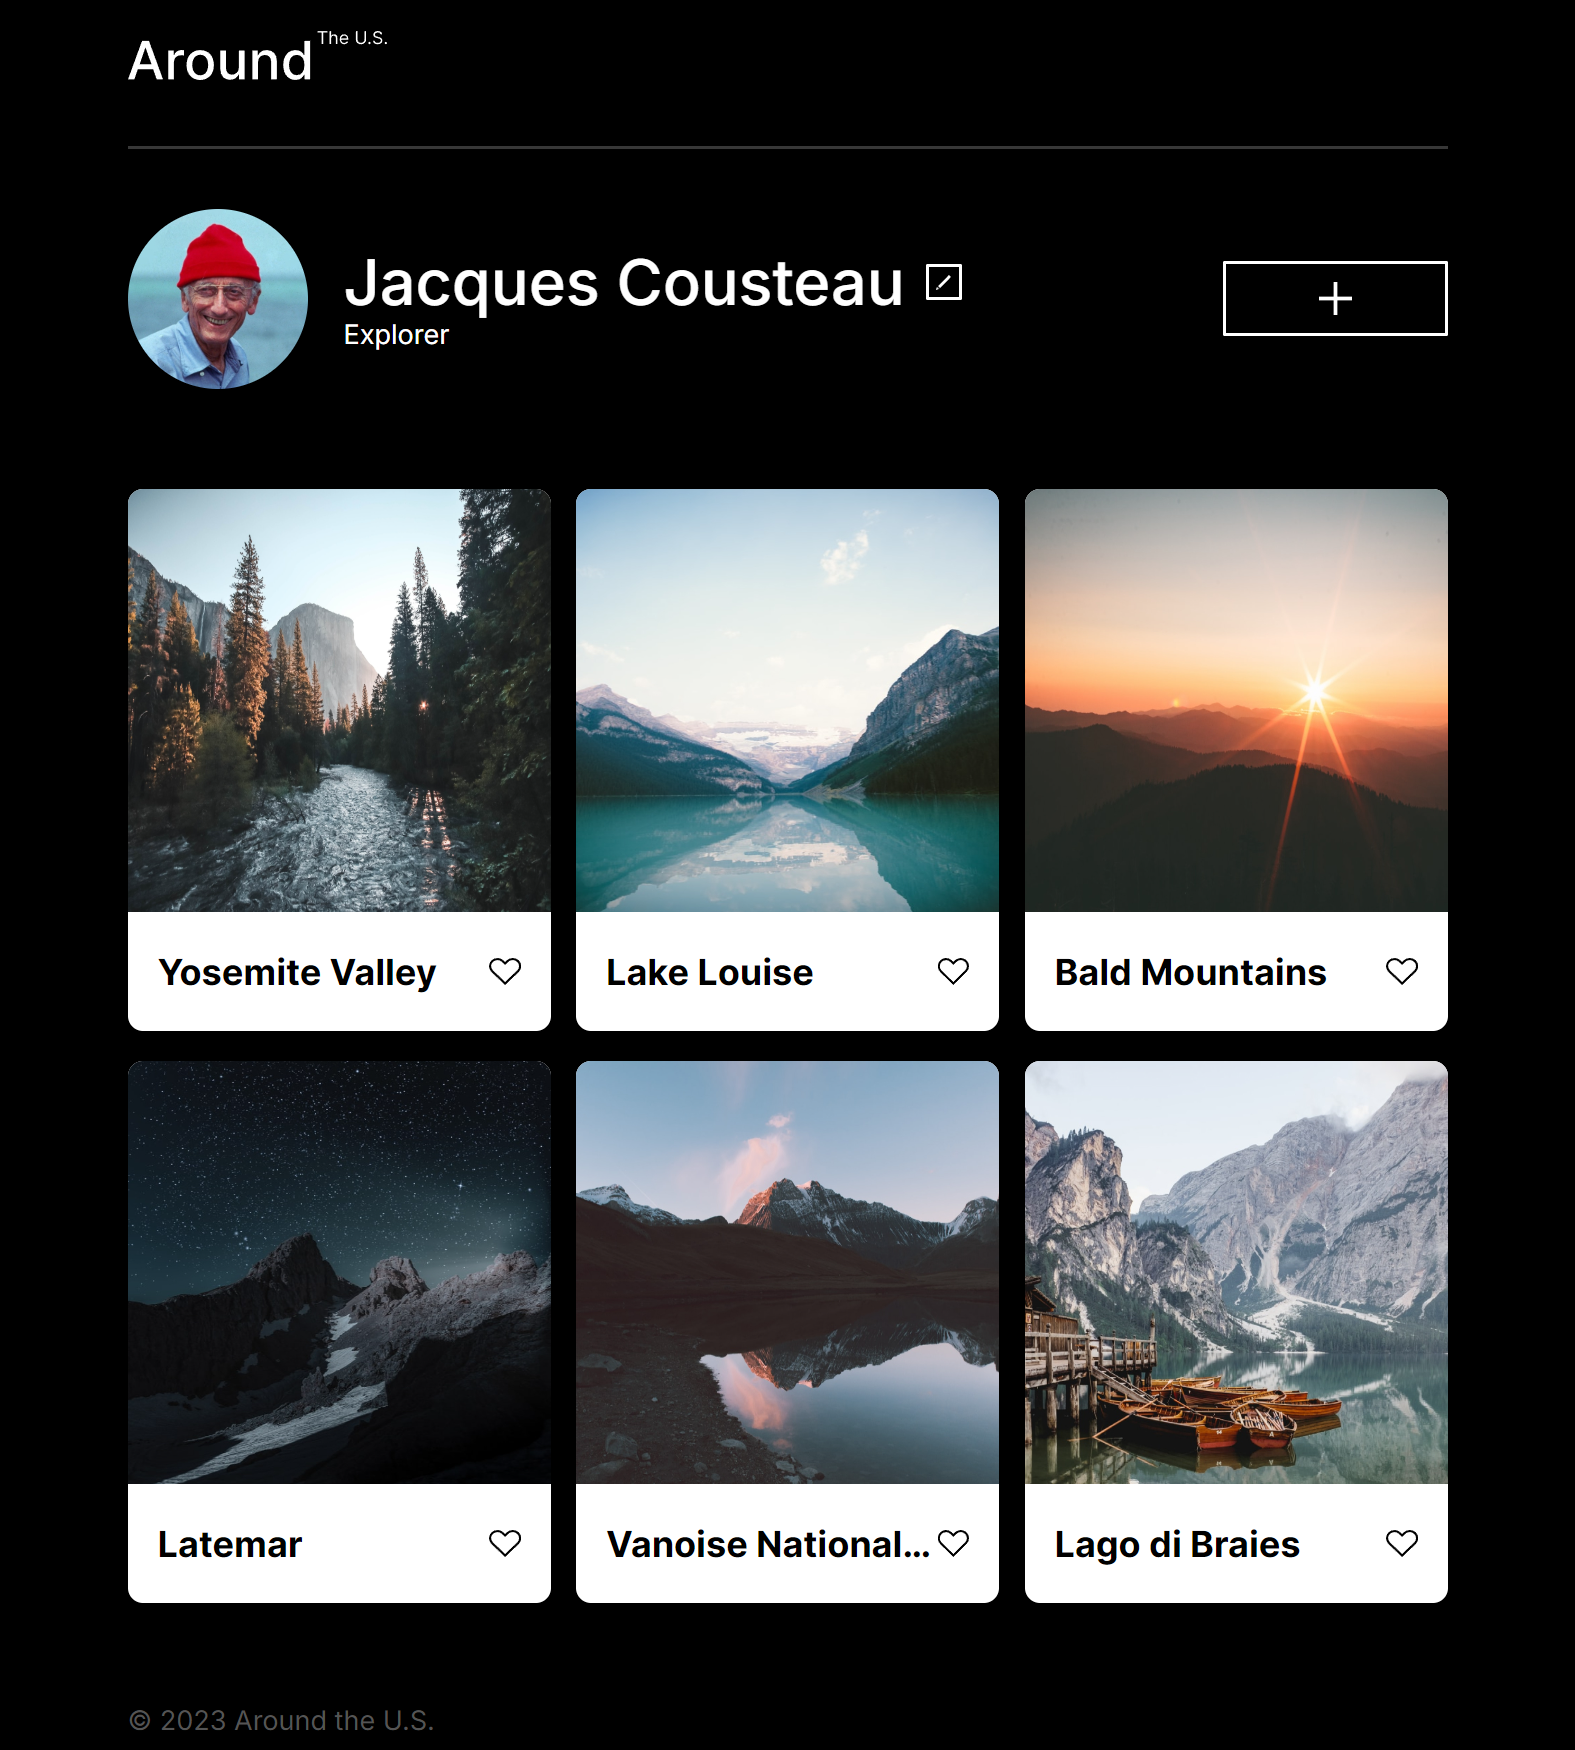 Around The U.S.
Jacques Cousteau
Explorer
Yosemite Valley
Lake Louise
Bald Mountains
Latemar
Vanoise National...
Lago di Braies
© 2023 Around the U.S.